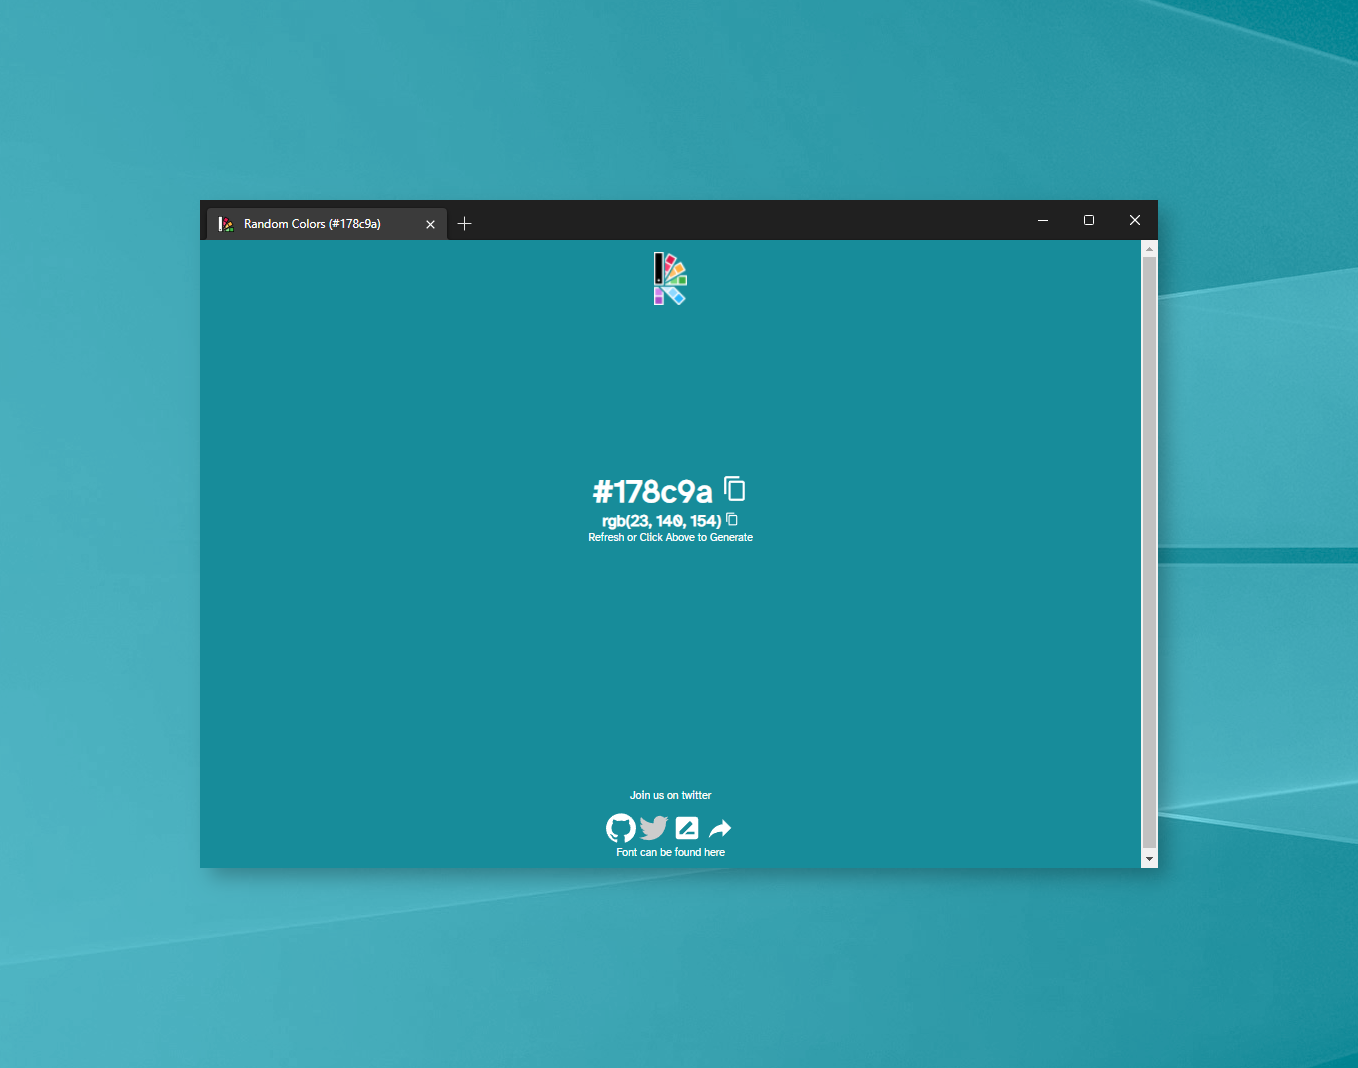 Random Colors (#178c9a)
#178c9a
rgb(23, 140, 154)
Refresh or Click Above to Generate
Join us on twitter
Font can be found here